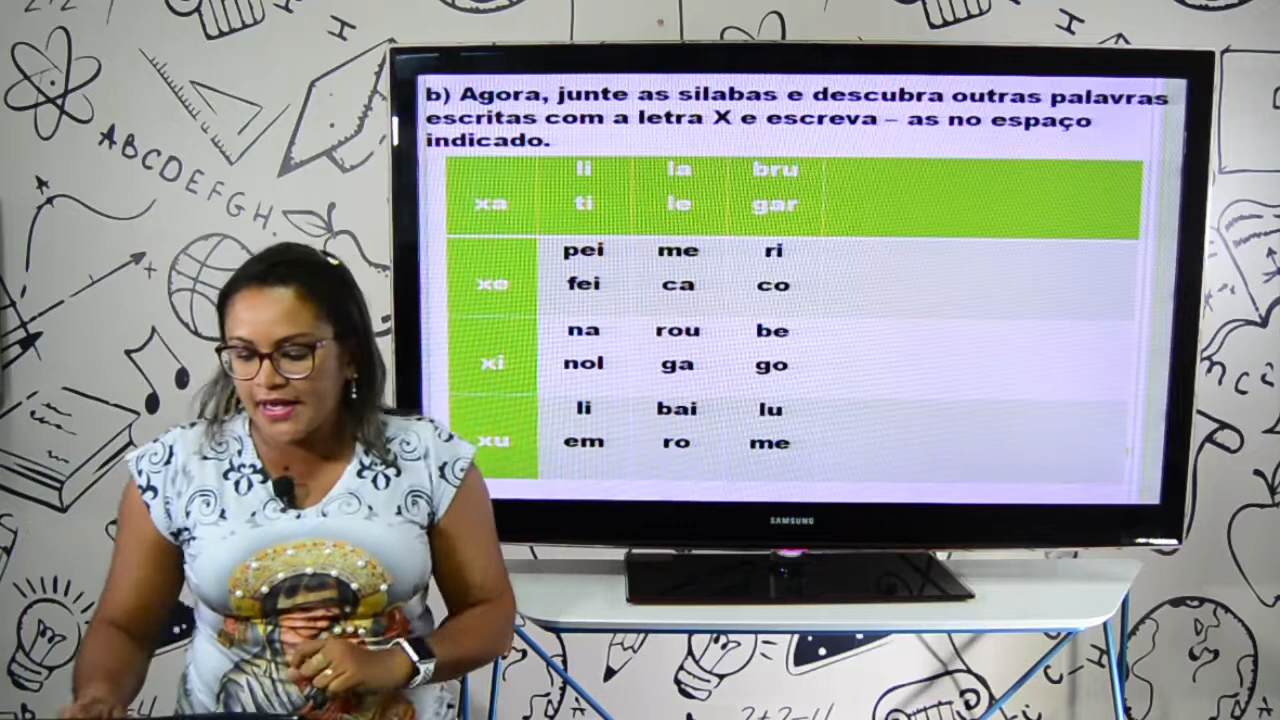 b) Agora, junte as silabas e descubra outras palavras
escritas com a letra X e escreva – as no espaço
indicado.
li la bru
xa ti le gar
pei me ri
xe fei ca co
na rou be
xi nol ga go
li bai lu
xu em ro me
SAMSUNG
ABCDEFGH